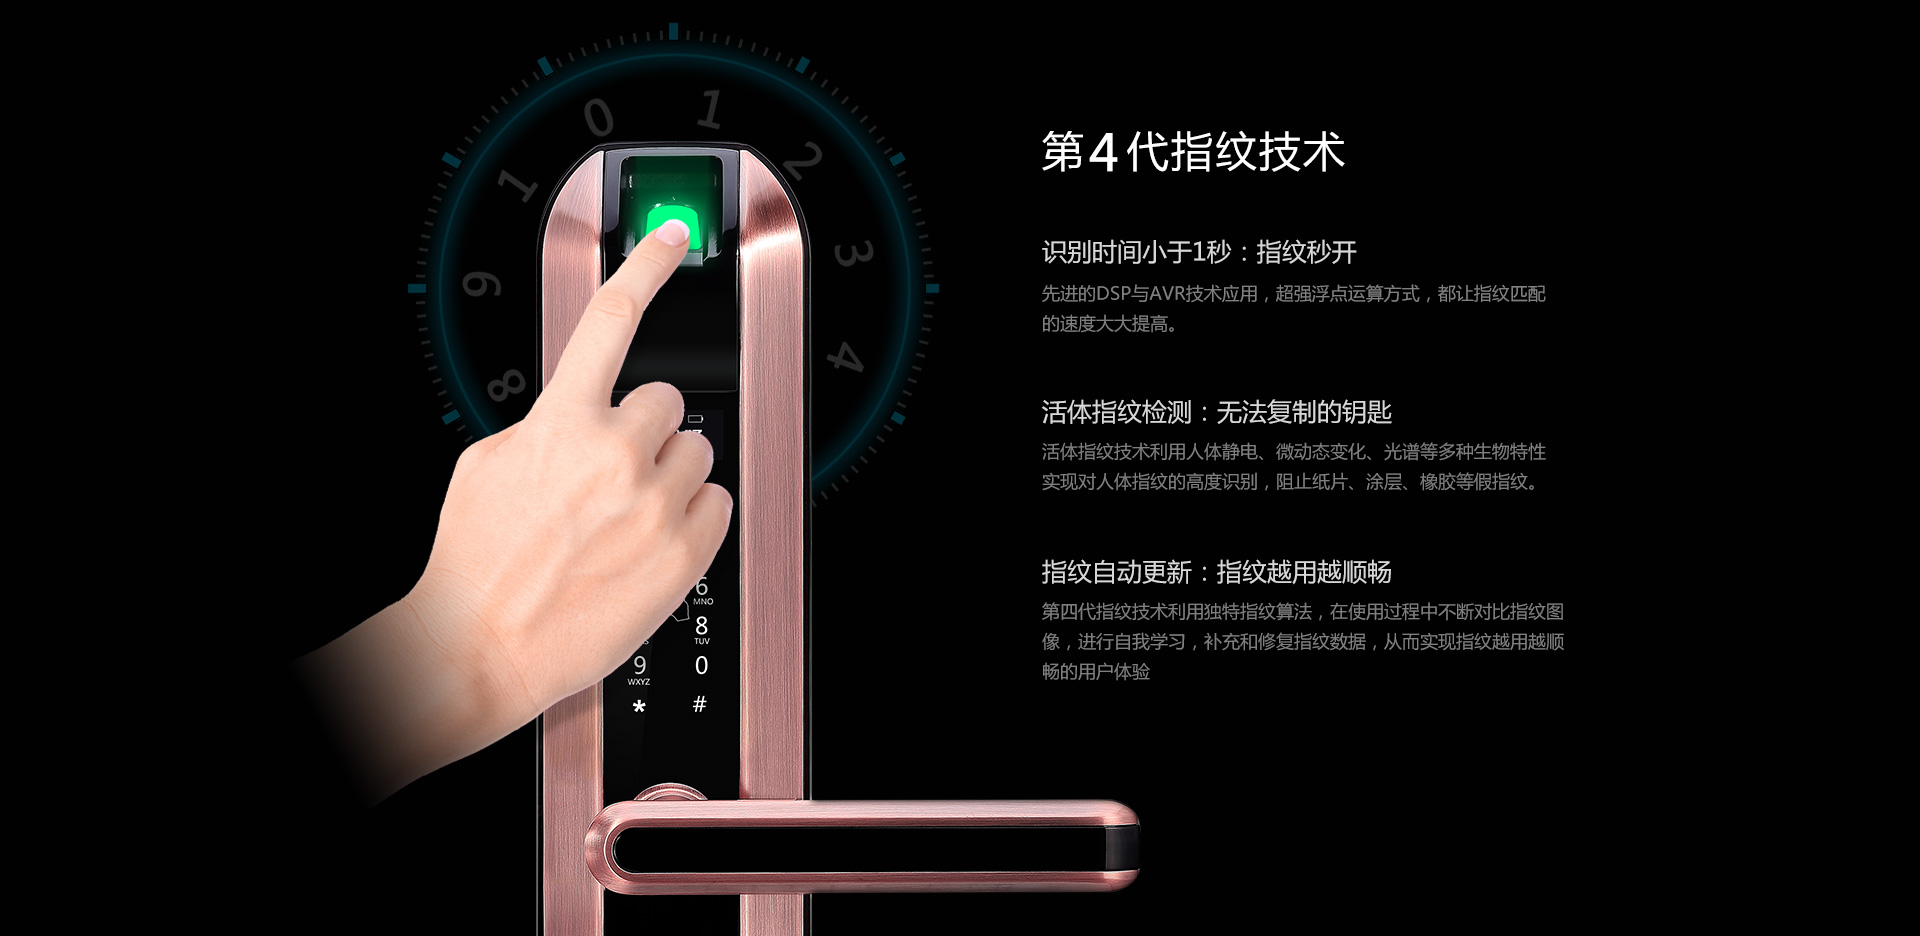 第4代指纹技术
识别时间小于1秒：指纹秒开
先进的DSP与AVR技术应用，超强浮点运算方式，都让指纹匹配
的速度大大提高。
活体指纹检测：无法复制的钥匙
活体指纹技术利用人体静电、微动态变化、光谱等多种生物特性
实现对人体指纹的高度识别，阻止纸片、涂层、橡胶等假指纹。
指纹自动更新：指纹越用越顺畅
第四代指纹技术利用独特指纹算法，在使用过程中不断对比指纹图
像，进行自我学习，补充和修复指纹数据，从而实现指纹越用越顺
畅的用户体验
0
1
2
3
4
1
9
8
6
MNO
8
TUV
9
WXYZ
0
*
#